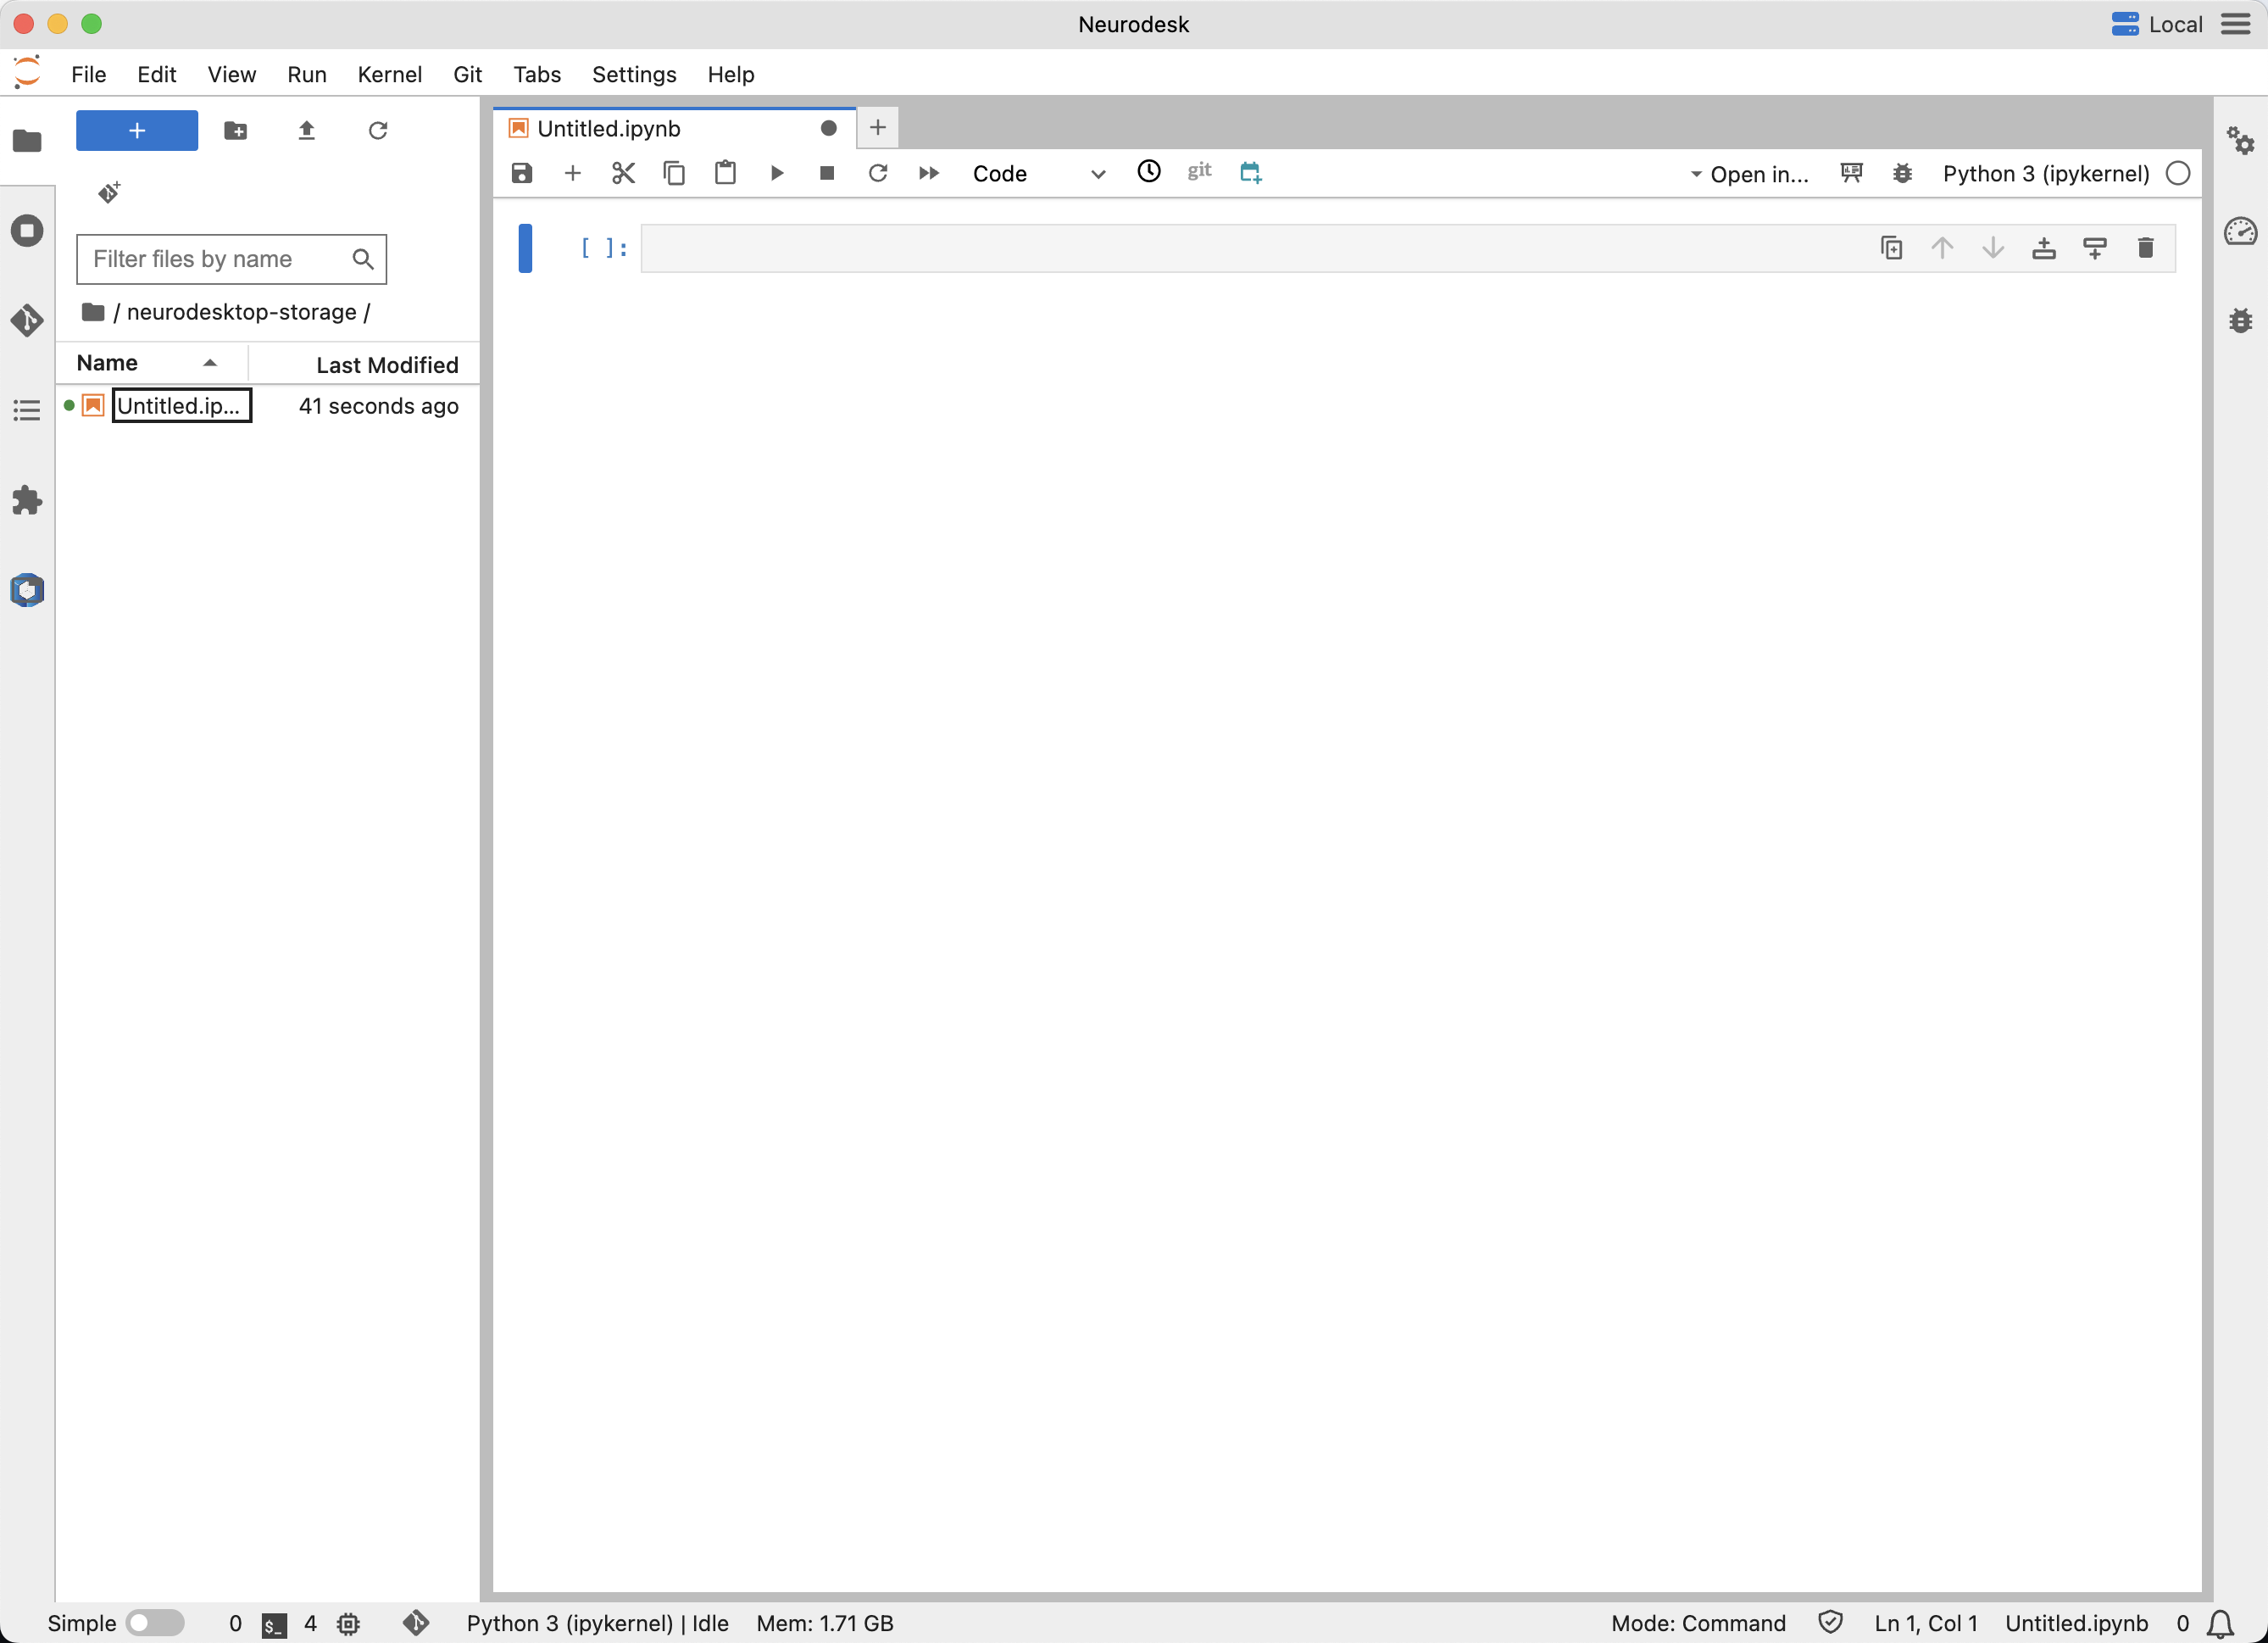 Neurodesk
Local
File Edit View Run Kernel Git Tabs Settings Help
Filter files by name
/ neurodesktop-storage /
Name Last Modified
Untitled.ip... 41 seconds ago
Untitled.ipynb
Code git Open in... Python 3 (ipykernel)
[ ]:
Simple 0 $_ 4 Python 3 (ipykernel) | Idle Mem: 1.71 GB Mode: Command Ln 1, Col 1 Untitled.ipynb 0